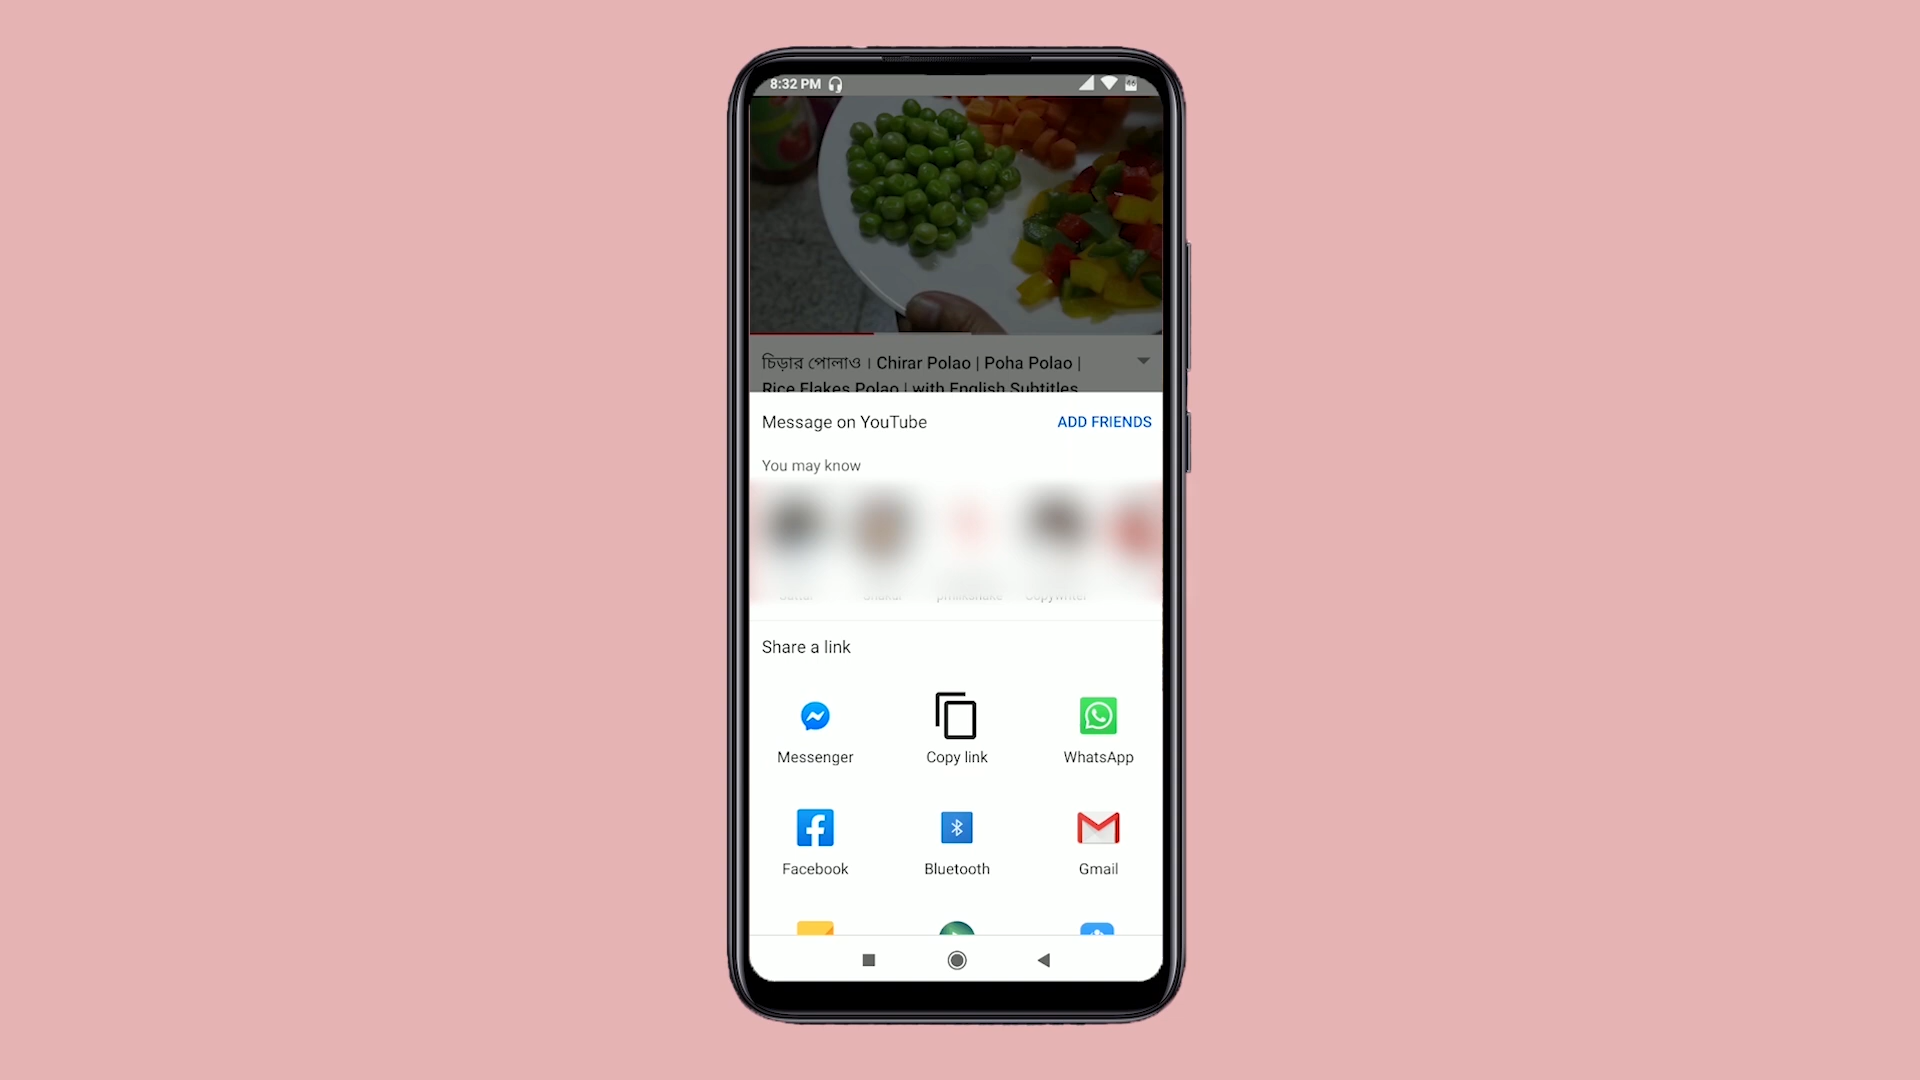 8:32 PM
চিড়ার পোলাও । Chirar Polao | Poha Polao |
Rice Flakes Polao | with English Subtitles
Message on YouTube
ADD FRIENDS
You may know
Share a link
Messenger
Copy link
WhatsApp
Facebook
Bluetooth
Gmail